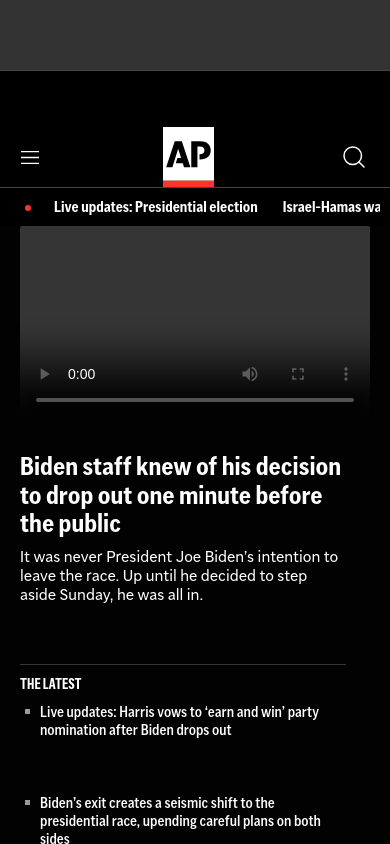 AP
Live updates: Presidential election
Israel-Hamas wa
0:00
Biden staff knew of his decision
to drop out one minute before
the public
It was never President Joe Biden's intention to
leave the race. Up until he decided to step
aside Sunday, he was all in.
THE LATEST
Live updates: Harris vows to ‘earn and win’ party
nomination after Biden drops out
Biden’s exit creates a seismic shift to the
presidential race, upending careful plans on both
sides